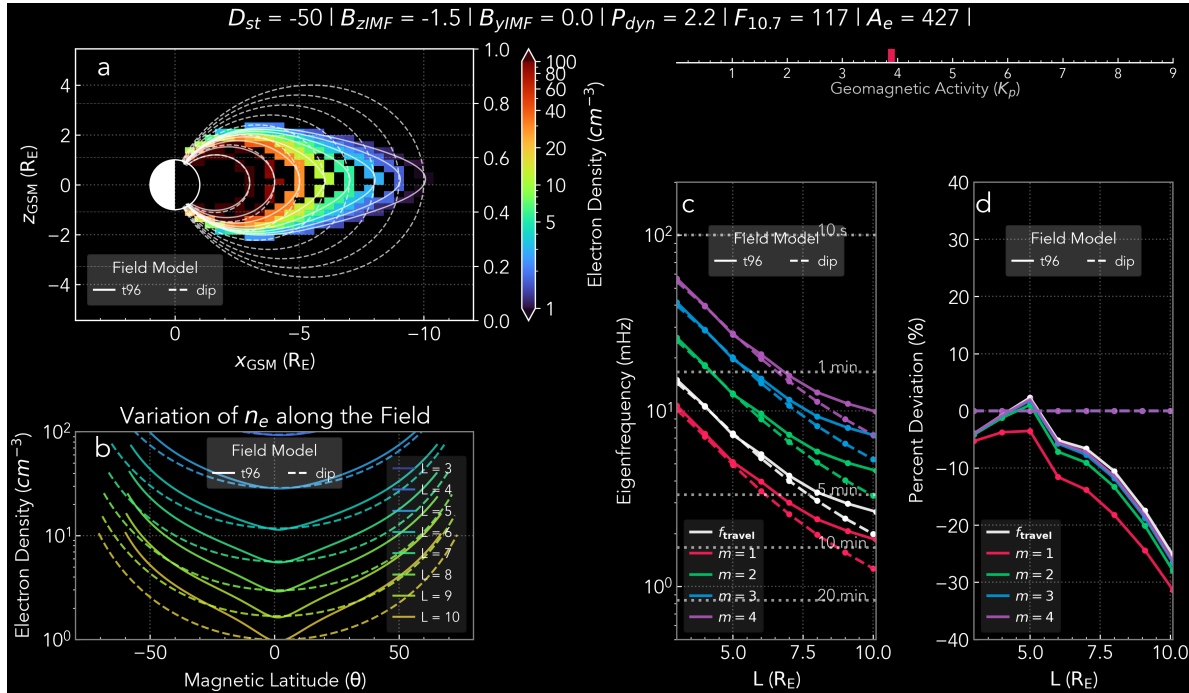 D_st = -50 | B_zIMF = -1.5 | B_yIMF = 0.0 | P_dyn = 2.2 | F_10.7 = 117 | A_e = 427 |
a
4
2
0
−2
−4
z_GSM (R_E)
0
−5
−10
x_GSM (R_E)
Field Model
t96
dip
1.0
0.8
0.6
0.4
0.2
0.0
100
80
60
40
20
10
5
1
Electron Density (cm^−3)
1
2
3
4
5
6
7
8
9
Geomagnetic Activity (K_p)
Variation of n_e along the Field
b
10^2
10^1
10^0
Electron Density (cm^−3)
−50
0
50
Magnetic Latitude (θ)
Field Model
t96
dip
L = 3
L = 4
L = 5
L = 6
L = 7
L = 8
L = 9
L = 10
c
10^2
10^1
10^0
Eigenfrequency (mHz)
10 s
Field Model
t96
dip
1 min
5 min
10 min
20 min
f_travel
m = 1
m = 2
m = 3
m = 4
5.0
7.5
10.0
L (R_E)
d
40
30
20
10
0
−10
−20
−30
−40
Percent Deviation (%)
Field Model
t96
dip
f_travel
m = 1
m = 2
m = 3
m = 4
5.0
7.5
10.0
L (R_E)